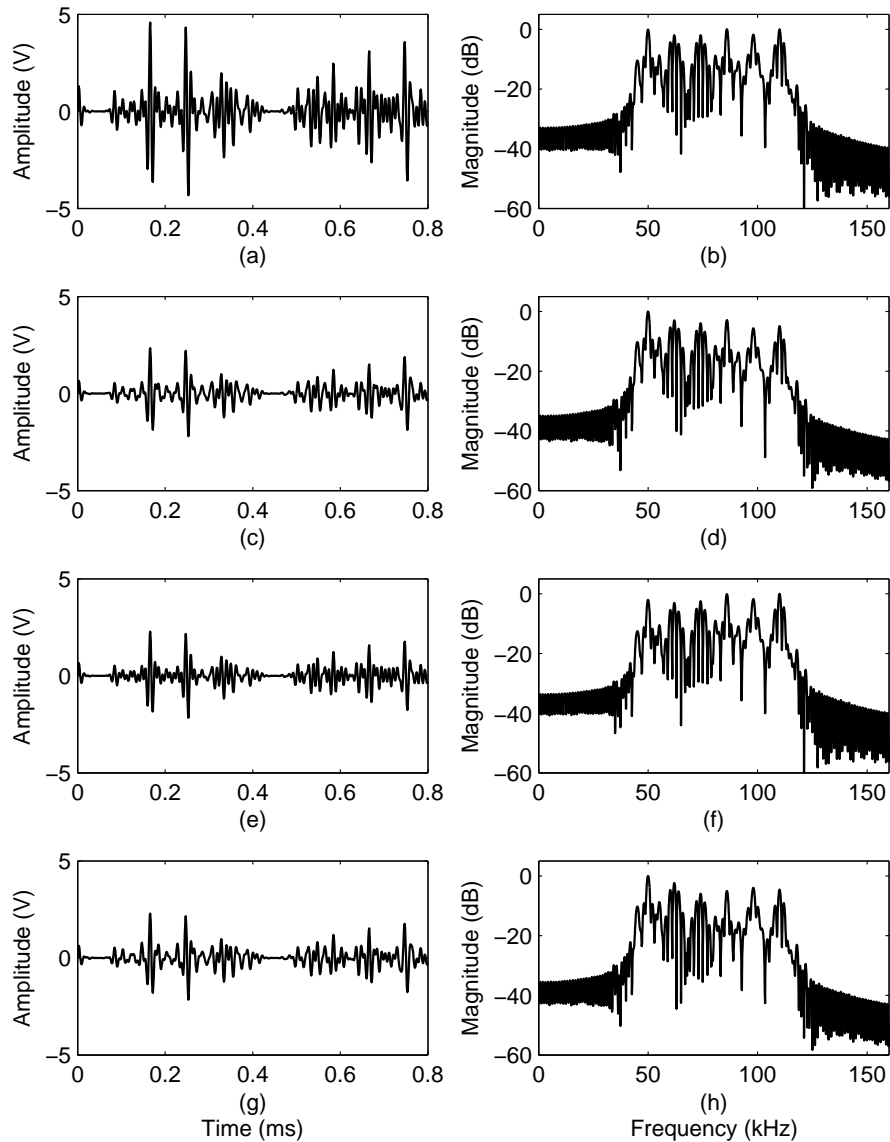 5
0
−5
Amplitude (V)
0 0.2 0.4 0.6 0.8
(a)
0
−20
−40
−60
Magnitude (dB)
0 50 100 150
(b)
5
0
−5
Amplitude (V)
0 0.2 0.4 0.6 0.8
(c)
0
−20
−40
−60
Magnitude (dB)
0 50 100 150
(d)
5
0
−5
Amplitude (V)
0 0.2 0.4 0.6 0.8
(e)
0
−20
−40
−60
Magnitude (dB)
0 50 100 150
(f)
5
0
−5
Amplitude (V)
0 0.2 0.4 0.6 0.8
(g)
Time (ms)
0
−20
−40
−60
Magnitude (dB)
0 50 100 150
(h)
Frequency (kHz)